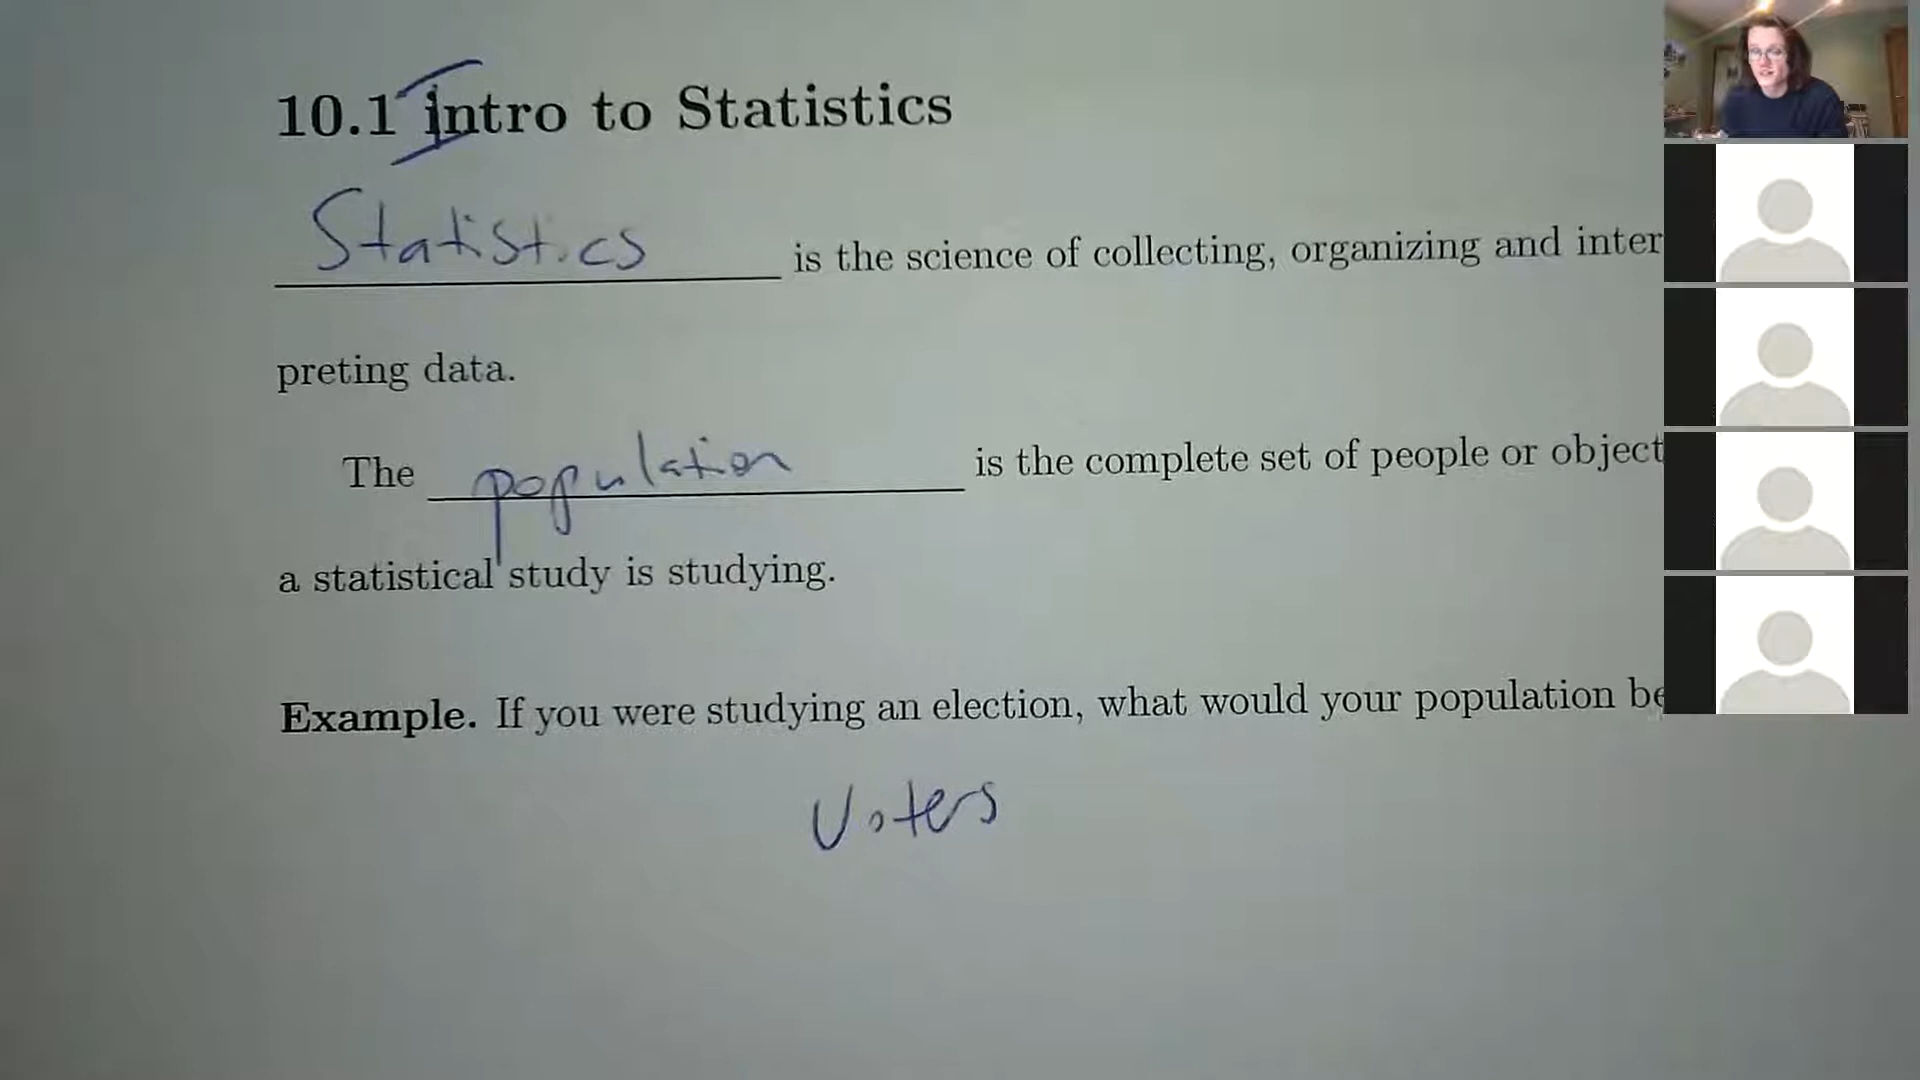 10.1 Intro to Statistics
Statistics is the science of collecting, organizing and inter
preting data.
The population is the complete set of people or object
a statistical study is studying.
Example. If you were studying an election, what would your population be
Voters